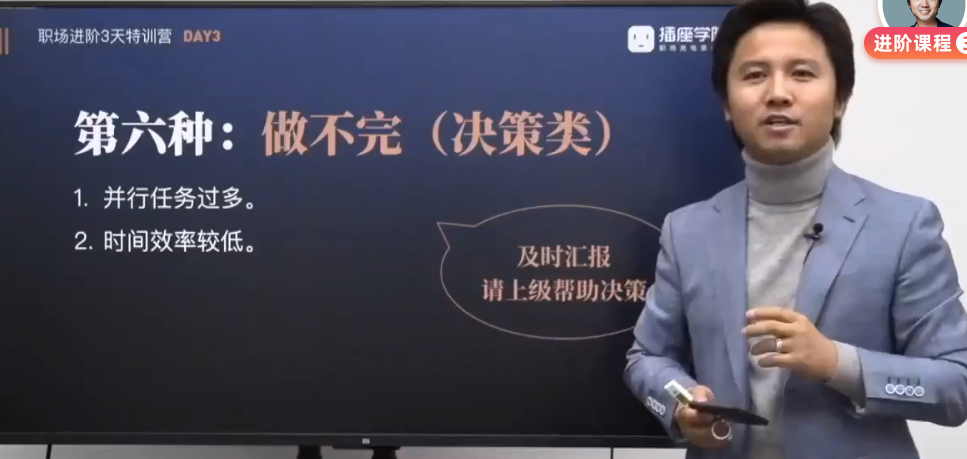 职场进阶3天特训营 DAY3
插座学
进阶课程
第六种：做不完（决策类）
1. 并行任务过多。
2. 时间效率较低。
及时汇报
请上级帮助决策